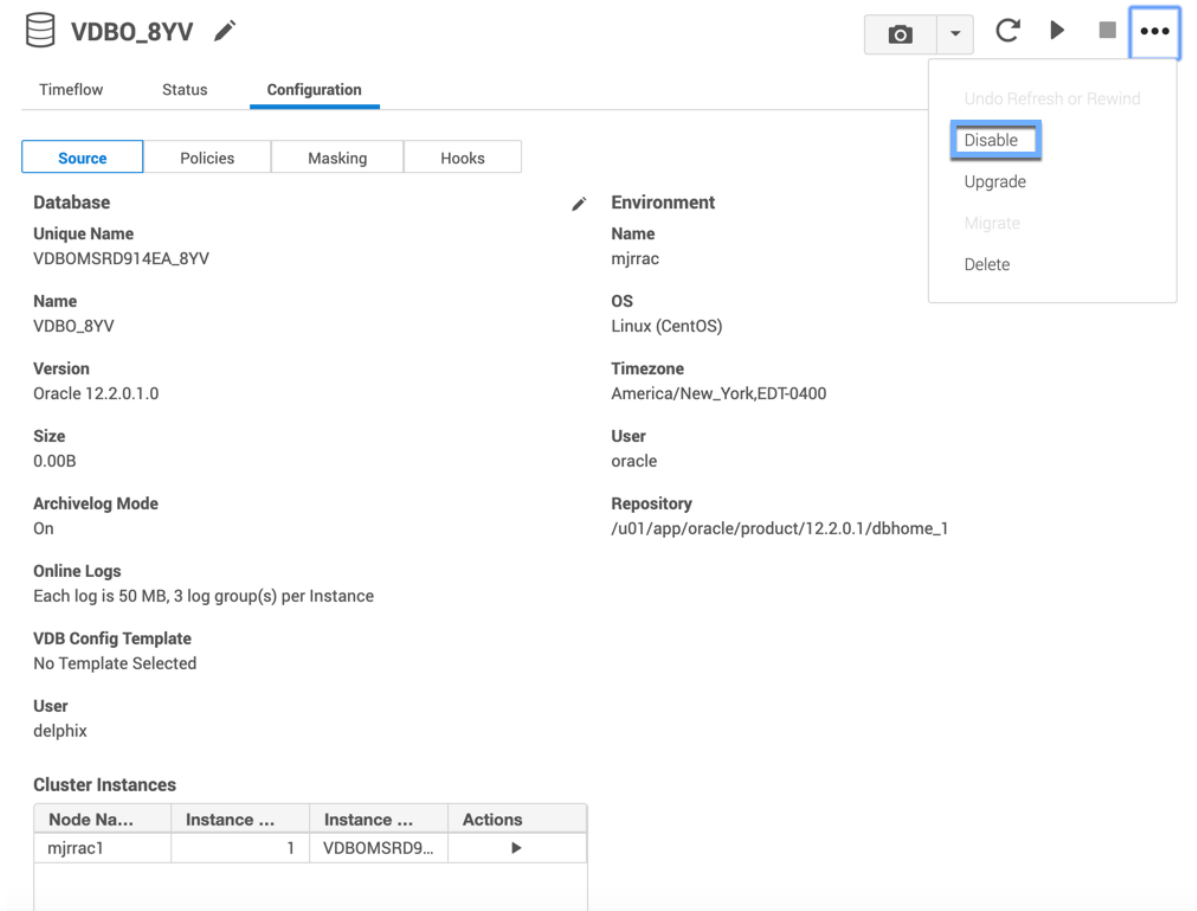 VDBO_8YV
Timeflow Status Configuration
Undo Refresh or Rewind
Disable
Upgrade
Migrate
Delete
Source Policies Masking Hooks
Database
Unique Name
VDBOMSRD914EA_8YV
Name
VDBO_8YV
Version
Oracle 12.2.0.1.0
Size
0.00B
Archivelog Mode
On
Online Logs
Each log is 50 MB, 3 log group(s) per Instance
VDB Config Template
No Template Selected
User
delphix
Environment
Name
mjrrac
OS
Linux (CentOS)
Timezone
America/New_York,EDT-0400
User
oracle
Repository
/u01/app/oracle/product/12.2.0.1/dbhome_1
Cluster Instances
Node Na... Instance ... Instance ... Actions
mjrrac1 1 VDBOMSRD9...